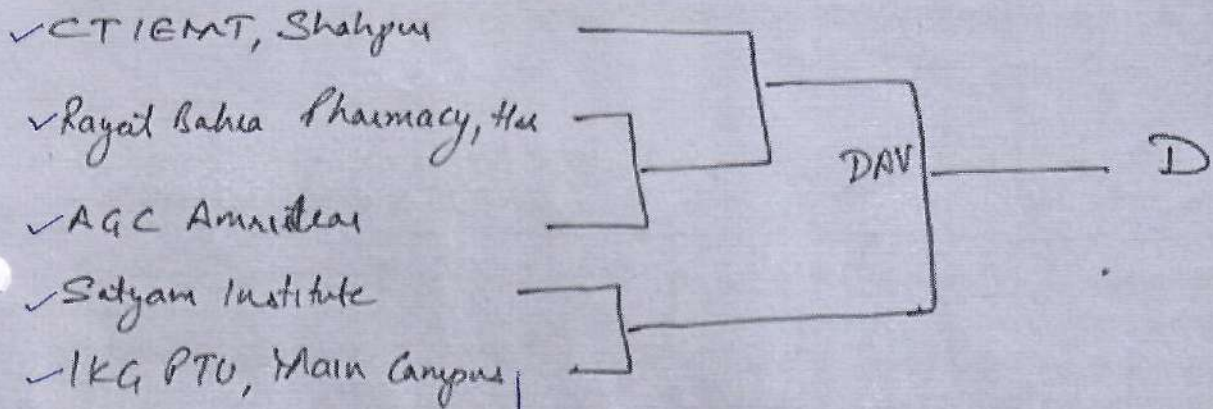 CT IEMT, Shahpur
Rayat Bahra Pharmacy, Hsr
DAV
D
AGC Amritsar
Satyam Institute
IKG PTU, Main Campus